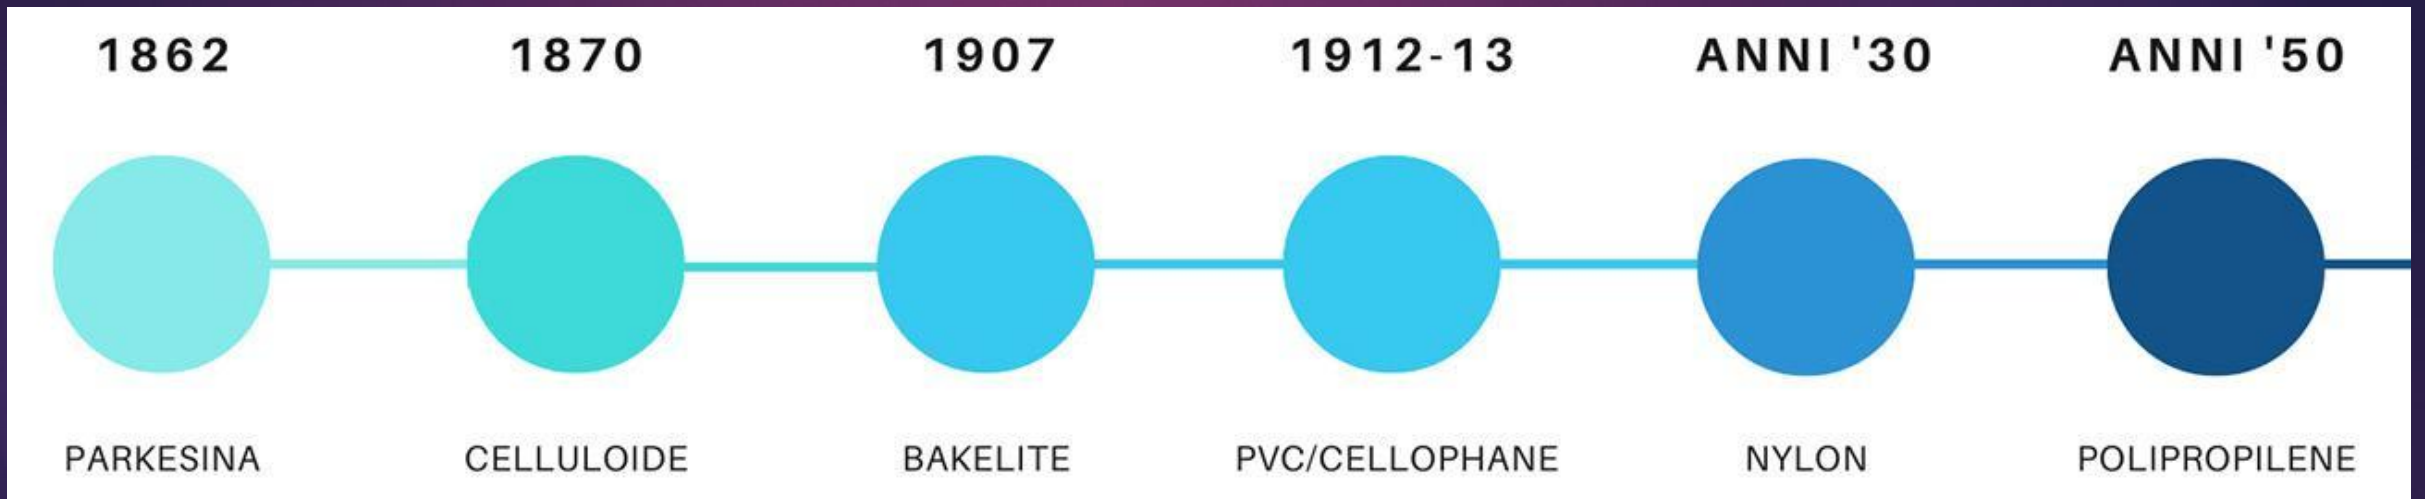 1862 1870 1907 1912-13 ANNI '30 ANNI '50
PARKESINA CELLULOIDE BAKELITE PVC/CELLOPHANE NYLON POLIPROPILENE